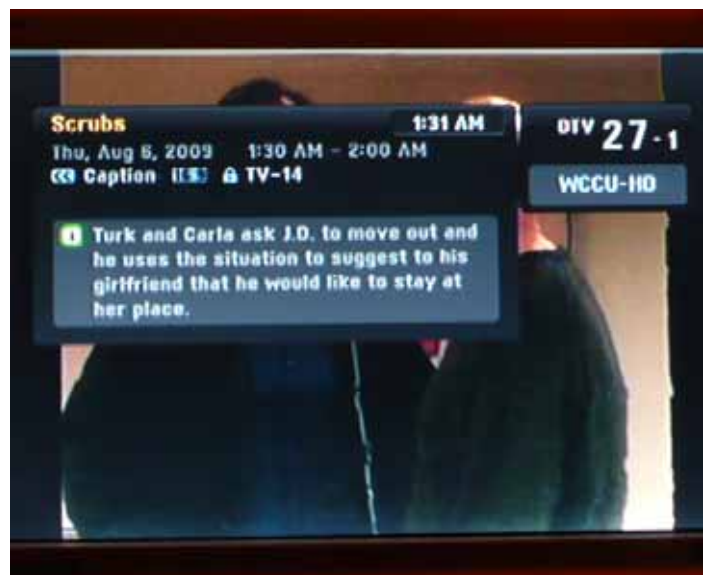 Scrubs 1:31 AM
DTV 27-1
Thu, Aug 6, 2009 1:30 AM - 2:00 AM
WCCU-HD
CC Caption TV-14
i Turk and Carla ask J.D. to move out and
he uses the situation to suggest to his
girlfriend that he would like to stay at
her place.